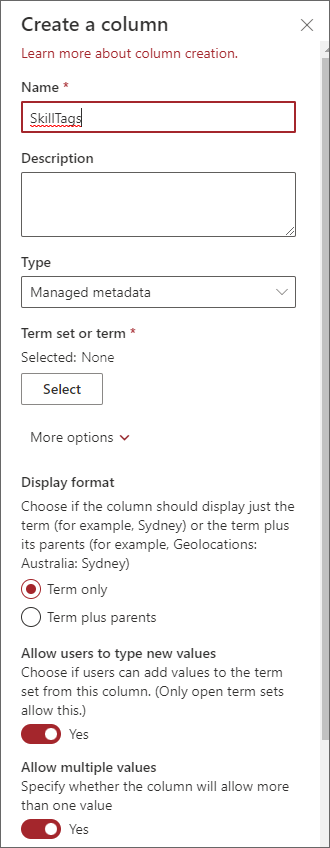 Create a column
Learn more about column creation.
Name *
SkillTags
Description
Type
Managed metadata
Term set or term *
Selected: None
Select
More options
Display format
Choose if the column should display just the
term (for example, Sydney) or the term plus
its parents (for example, Geolocations:
Australia: Sydney)
Term only
Term plus parents
Allow users to type new values
Choose if users can add values to the term
set from this column. (Only open term sets
allow this.)
Yes
Allow multiple values
Specify whether the column will allow more
than one value
Yes